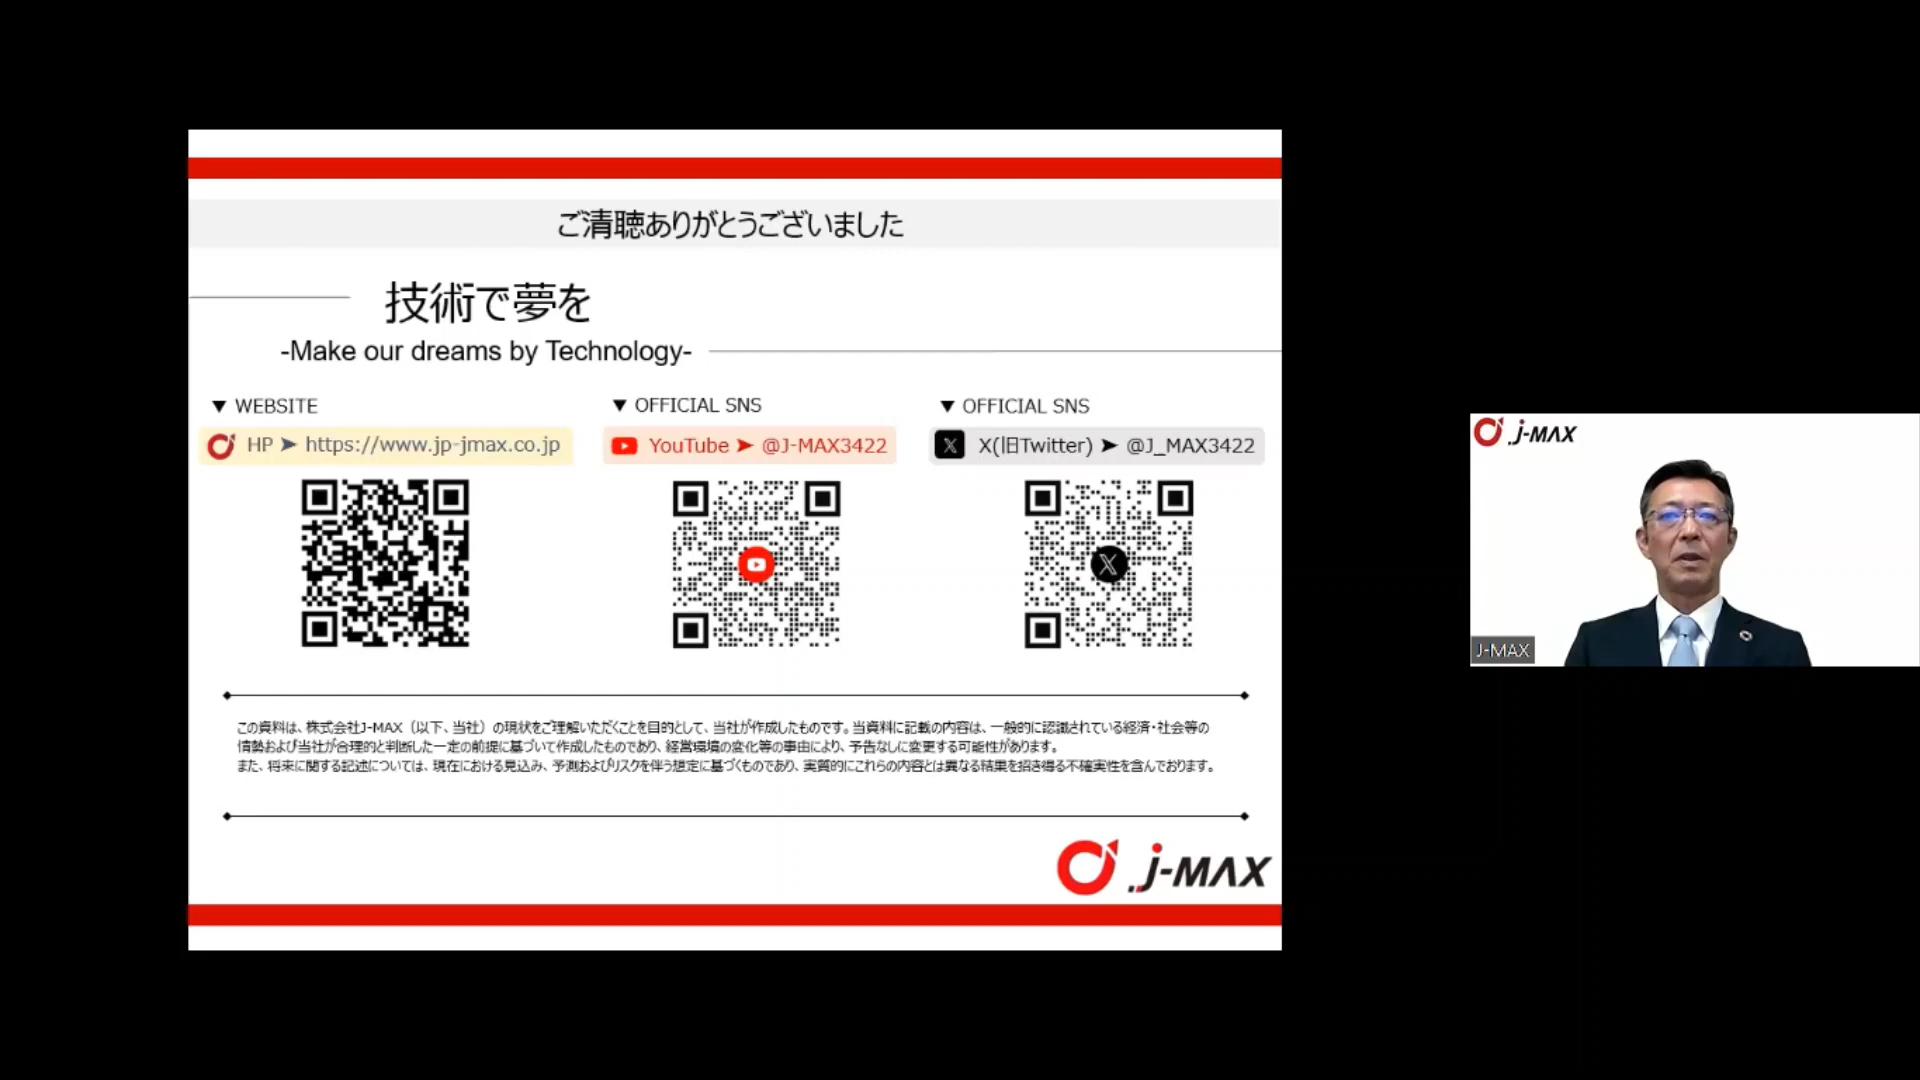 ご清聴ありがとうございました
技術で夢を
-Make our dreams by Technology-
▼ WEBSITE
HP ➤ https://www.jp-jmax.co.jp
▼ OFFICIAL SNS
YouTube ➤ @J-MAX3422
▼ OFFICIAL SNS
X(旧Twitter) ➤ @J_MAX3422
この資料は、株式会社J-MAX（以下、当社）の現状をご理解いただくことを目的として、当社が作成したものです。当資料に記載の内容は、一般的に認識されている経済・社会等の
情勢および当社が合理的と判断した一定の前提に基づいて作成したものであり、経営環境の変化等の事由により、予告なしに変更する可能性があります。
また、将来に関する記述については、現在における見込み、予測およびリスクを伴う想定に基づくものであり、実質的にこれらの内容とは異なる結果を招き得る不確実性を含んでおります。
J-MAX
J-MAX
J-MAX